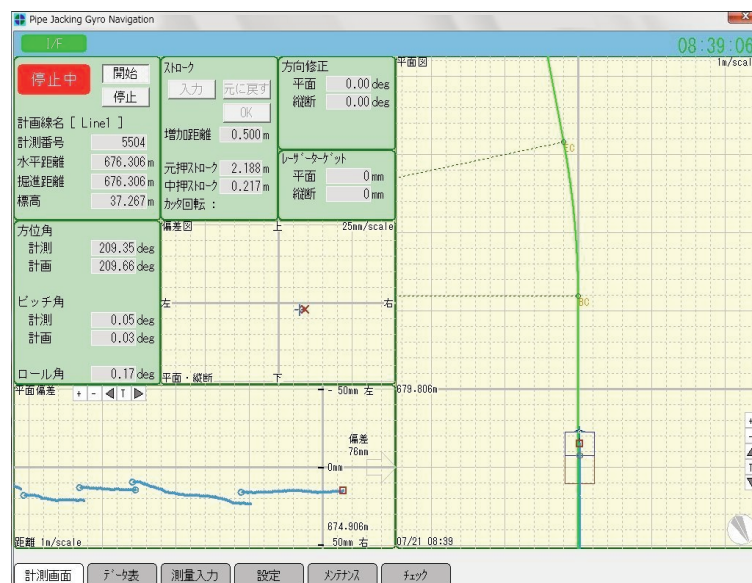 Pipe Jacking Gyro Navigation
I/F
08:39:06
停止中
開始
停止
計画線名 [ Line1 ]
計測番号 5504
水平距離 676.306 m
掘進距離 676.306 m
標高 37.267 m
ストローク
入力 元に戻す
OK
増加距離 0.500 m
元押ストローク 2.188 m
中押ストローク 0.217 m
カッタ回転 :
方向修正
平面 0.00 deg
縦断 0.00 deg
レーザーターゲット
平面 0 mm
縦断 0 mm
方位角
計測 209.35 deg
計画 209.66 deg
ピッチ角
計測 0.05 deg
計画 0.03 deg
ロール角 0.17 deg
偏差図 上 25mm/scale
左 右
平面・縦断 下
平面図 1m/scal
EC
BC
679.806m
07/21 08:39
平面偏差 + - T
- 50mm 左
偏差
76mm
0mm
674.906m
距離 1m/scale 50mm 右
+
-
T
計測画面 データ表 測量入力 設定 メンテナンス チェック